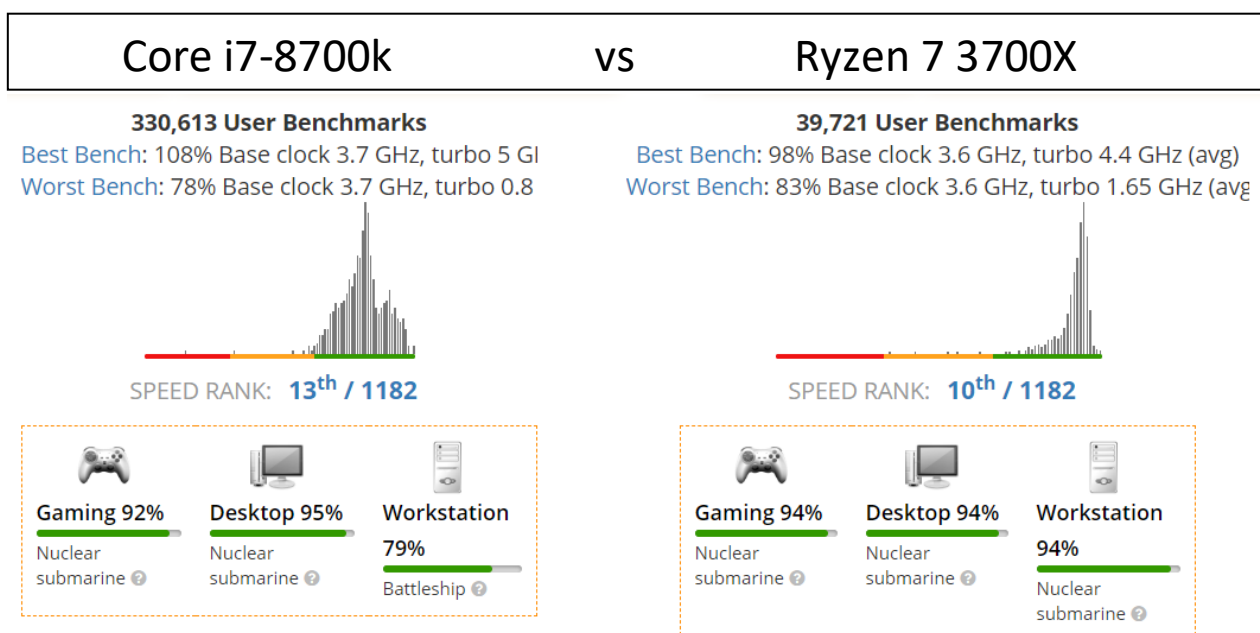 Core i7-8700k vs Ryzen 7 3700X
330,613 User Benchmarks
Best Bench: 108% Base clock 3.7 GHz, turbo 5 GI
Worst Bench: 78% Base clock 3.7 GHz, turbo 0.8
SPEED RANK: 13th / 1182
Gaming 92%
Nuclear
submarine
Desktop 95%
Nuclear
submarine
Workstation
79%
Battleship
39,721 User Benchmarks
Best Bench: 98% Base clock 3.6 GHz, turbo 4.4 GHz (avg)
Worst Bench: 83% Base clock 3.6 GHz, turbo 1.65 GHz (avg
SPEED RANK: 10th / 1182
Gaming 94%
Nuclear
submarine
Desktop 94%
Nuclear
submarine
Workstation
94%
Nuclear
submarine